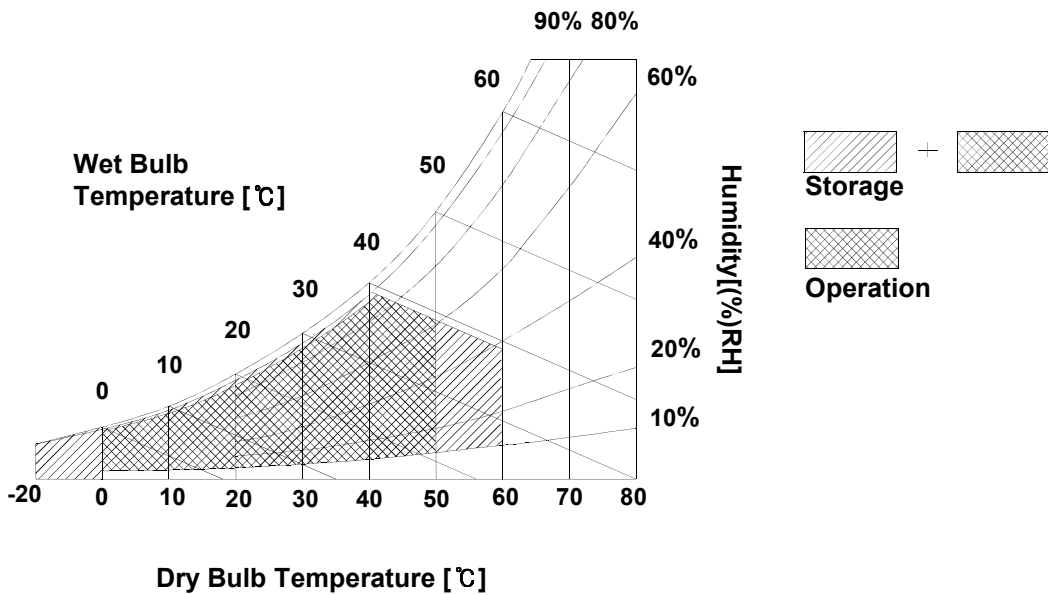 90% 80%
60
60%
Wet Bulb
Temperature [℃]
50
Storage
40
40%
Humidity[(%)RH]
30
Operation
20
20%
10
10%
0
-20 0 10 20 30 40 50 60 70 80
Dry Bulb Temperature [℃]